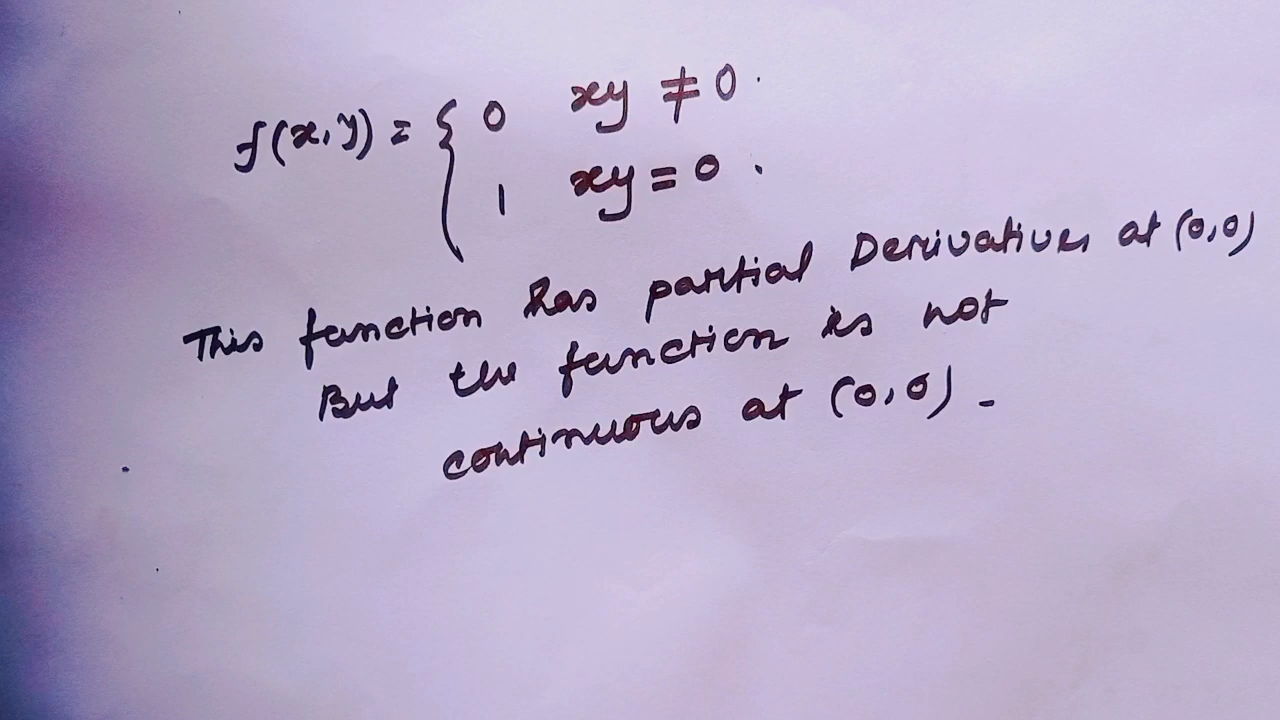 f(x,y) = { 0 xy ≠ 0.
1 xy = 0.
This function has partial Derivatives at (0,0)
But the function is not
continuous at (0,0).